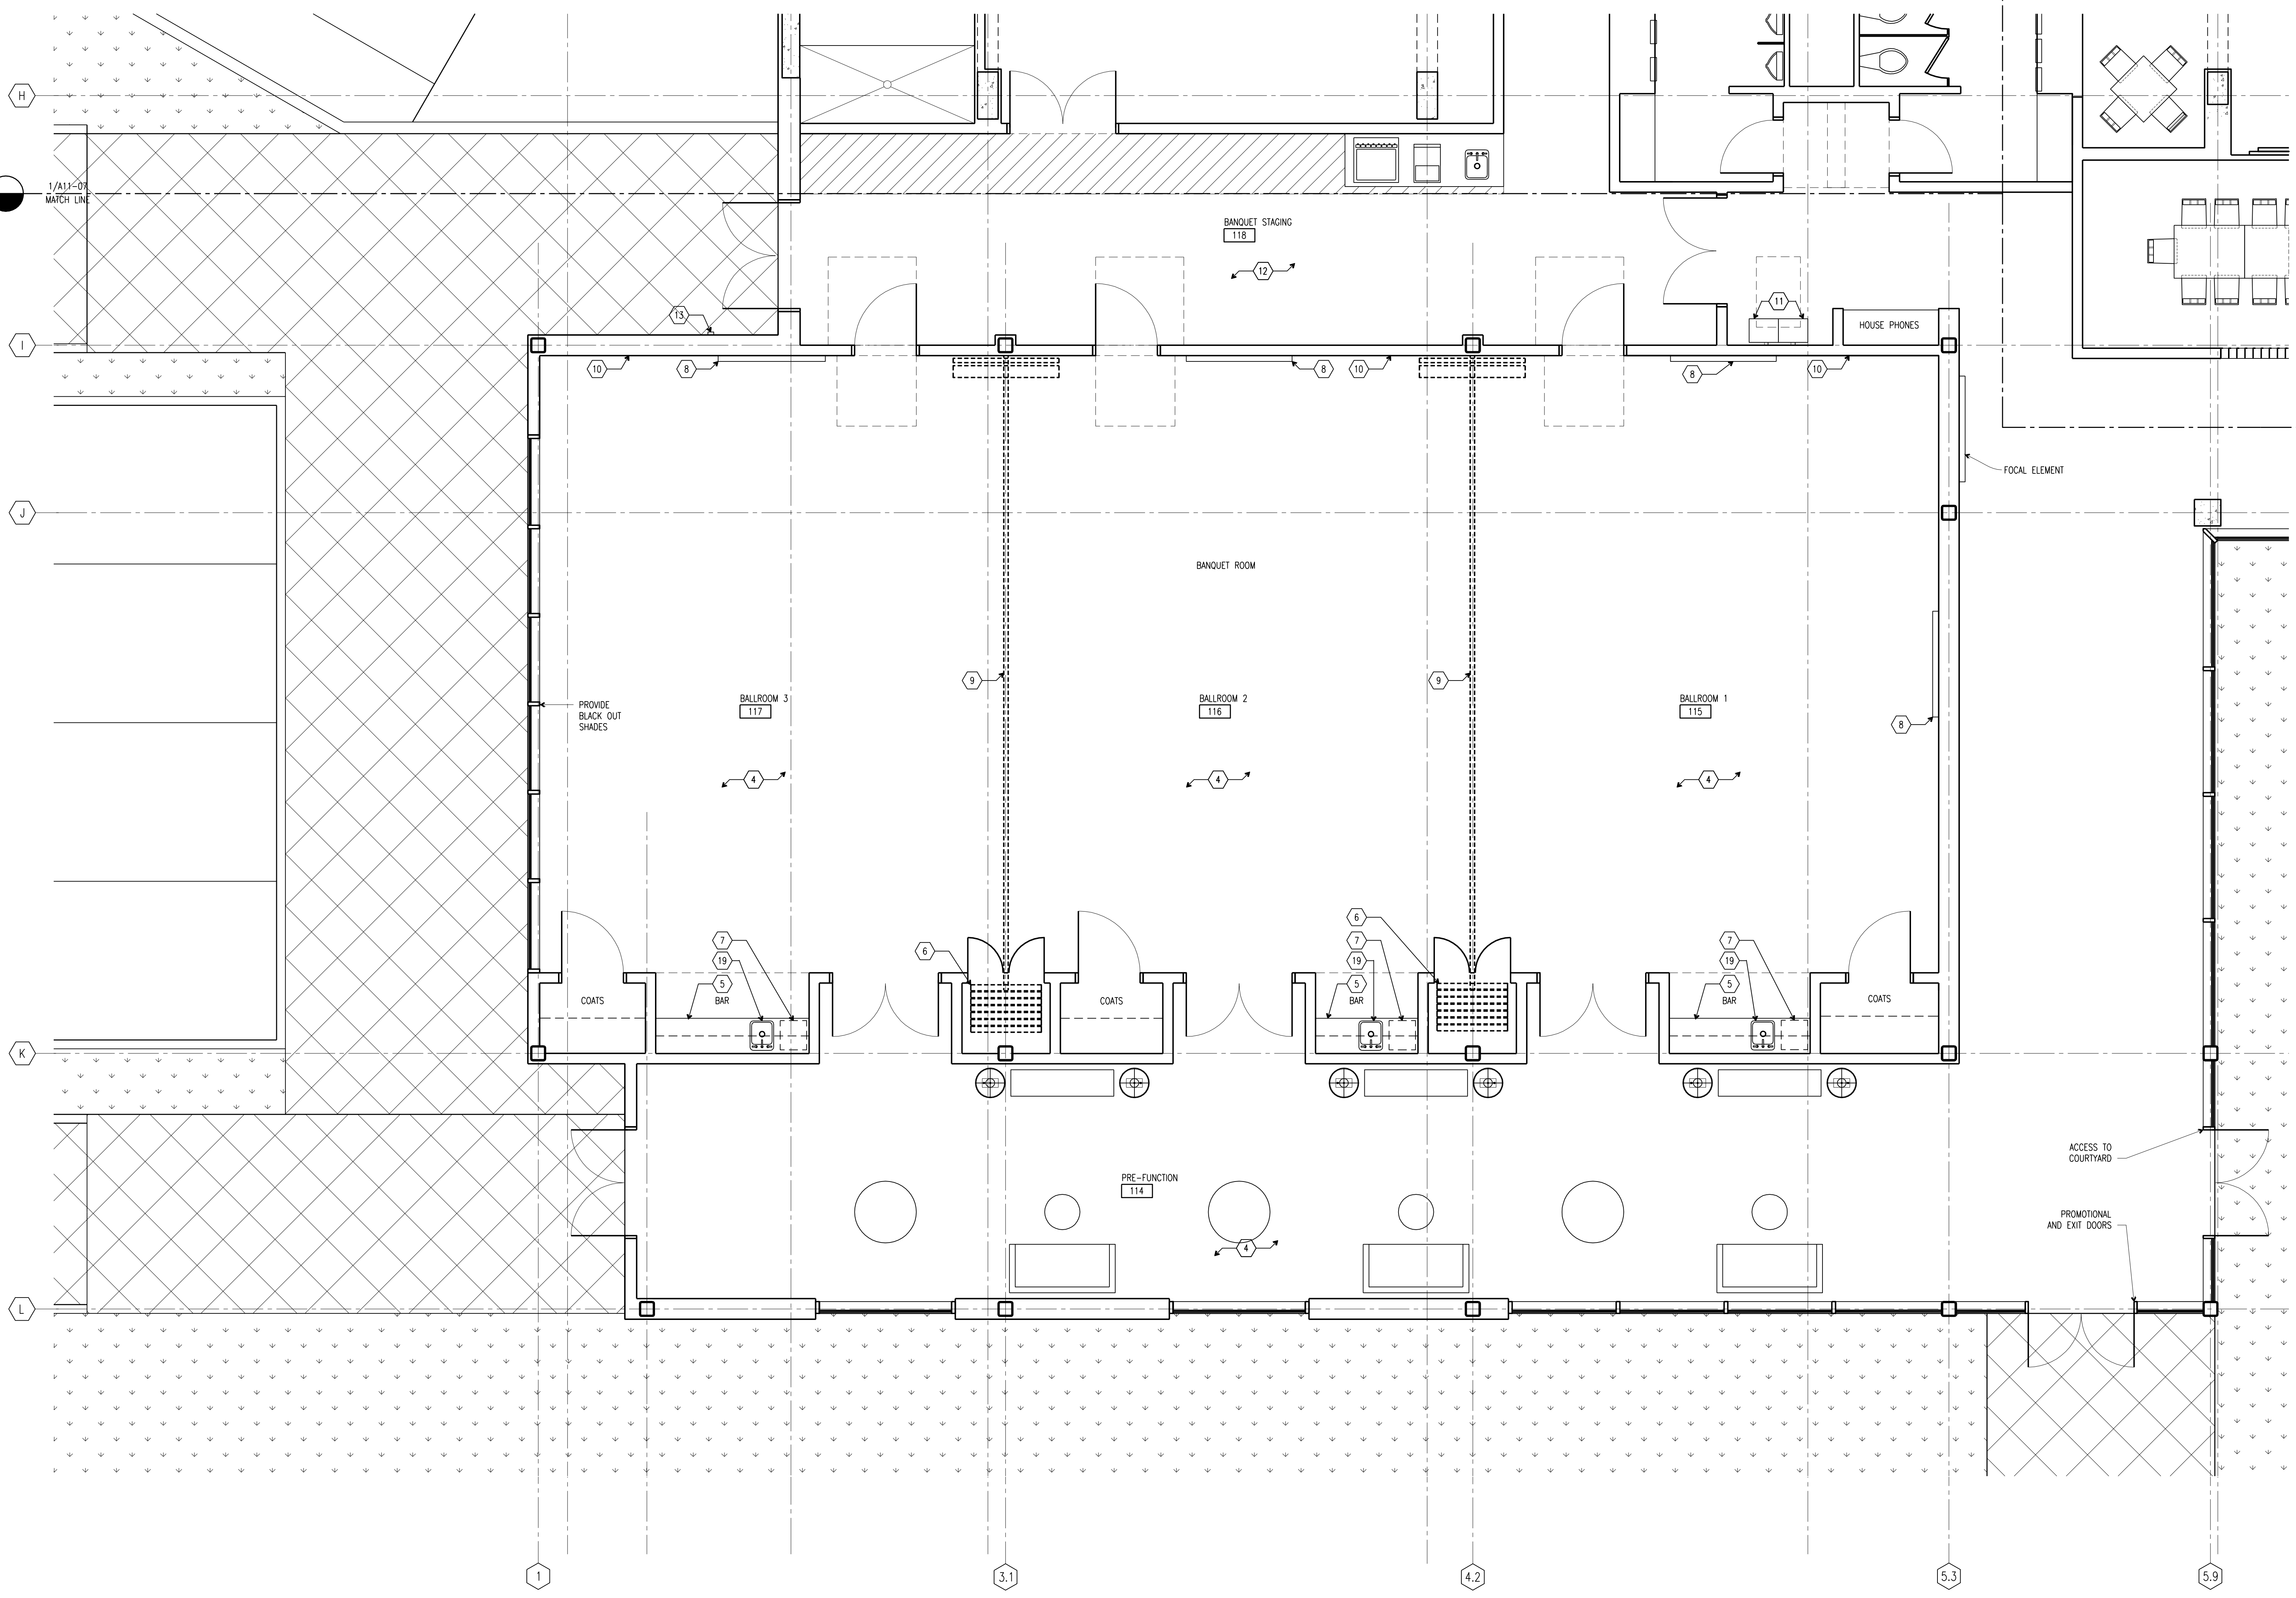 H
1/A11-07
MATCH LINE
BANQUET STAGING
118
12
13
11
HOUSE PHONES
I
10
8
8
10
8
10
FOCAL ELEMENT
J
BANQUET ROOM
9
9
BALLROOM 3
117
BALLROOM 2
116
BALLROOM 1
115
PROVIDE
BLACK OUT
SHADES
8
4
4
4
6
7
19
5
BAR
6
7
19
5
BAR
7
19
5
BAR
COATS
COATS
COATS
K
ACCESS TO
COURTYARD
PRE-FUNCTION
114
PROMOTIONAL
AND EXIT DOORS
4
L
1
3.1
4.2
5.3
5.9